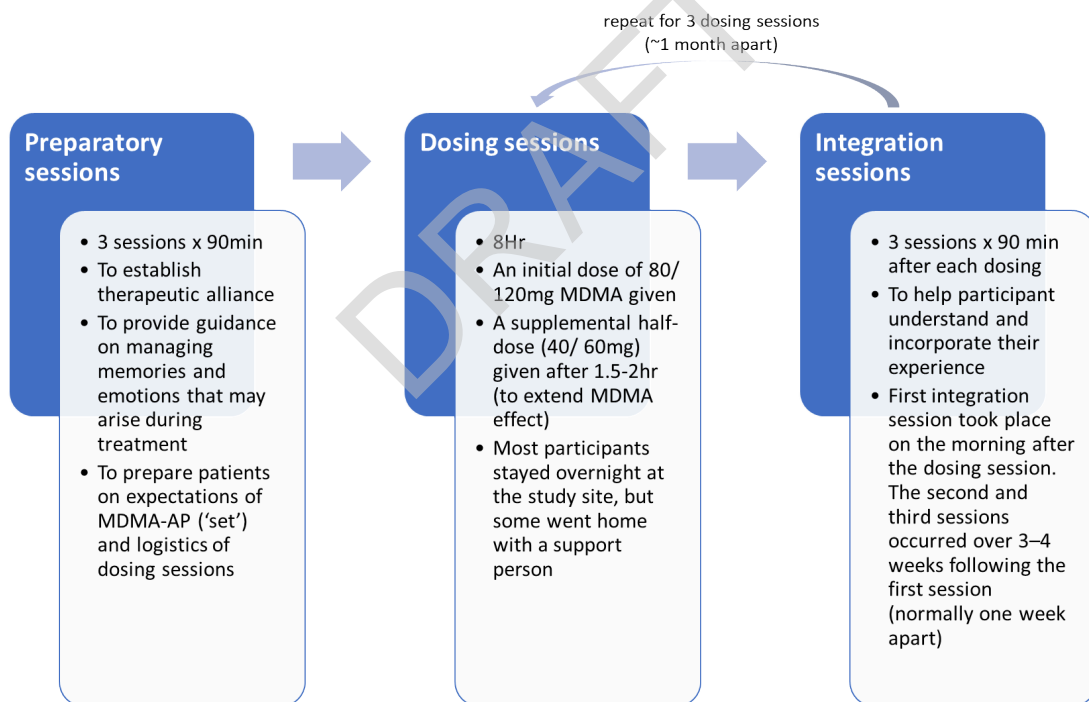 repeat for 3 dosing sessions
(~1 month apart)
Preparatory
sessions
• 3 sessions x 90min
• To establish
therapeutic alliance
• To provide guidance
on managing
memories and
emotions that may
arise during
treatment
• To prepare patients
on expectations of
MDMA-AP (‘set’)
and logistics of
dosing sessions
Dosing sessions
• 8Hr
• An initial dose of 80/
120mg MDMA given
• A supplemental half-
dose (40/ 60mg)
given after 1.5-2hr
(to extend MDMA
effect)
• Most participants
stayed overnight at
the study site, but
some went home
with a support
person
Integration
sessions
• 3 sessions x 90 min
after each dosing
• To help participant
understand and
incorporate their
experience
• First integration
session took place
on the morning after
the dosing session.
The second and
third sessions
occurred over 3–4
weeks following the
first session
(normally one week
apart)
DRAFT